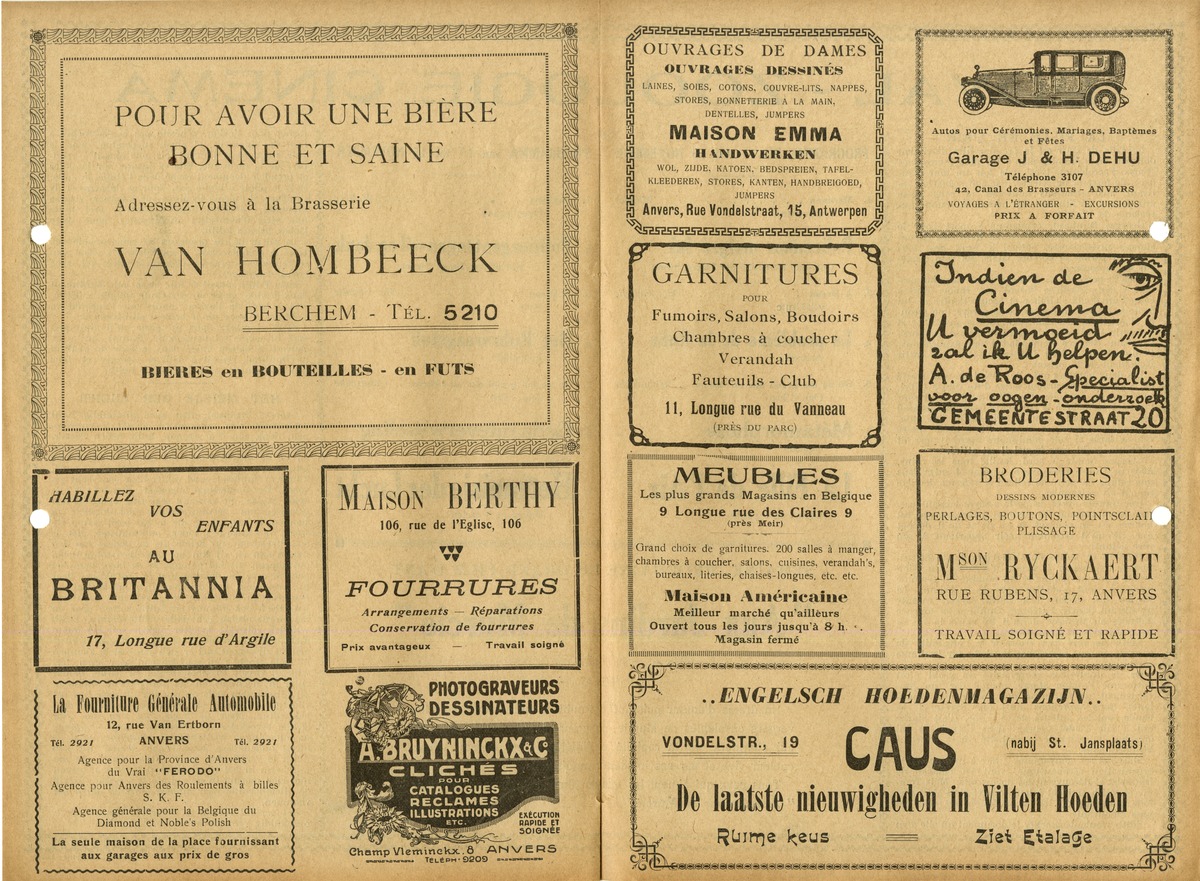 POUR AVOIR UNE BIÈRE
BONNE ET SAINE
Adressez-vous à la Brasserie
VAN HOMBEECK
BERCHEM - TÉL. 5210
BIERES en BOUTEILLES - en FUTS
HABILLEZ
VOS
ENFANTS
AU
BRITANNIA
17, Longue rue d'Argile
MAISON BERTHY
106, rue de l'Eglise, 106
FOURRURES
Arrangements — Réparations
Conservation de fourrures
Prix avantageux — Travail soigné
La Fourniture Générale Automobile
12, rue Van Ertborn
Tél. 2921 ANVERS Tél. 2921
Agence pour la Province d'Anvers
du Vrai "FERODO"
Agence pour Anvers des Roulements à billes
S. K. F.
Agence générale pour la Belgique du
Diamond et Noble's Polish
La seule maison de la place fournissant
aux garages aux prix de gros
PHOTOGRAVEURS
DESSINATEURS
A. BRUYNINCKX & Co
CLICHÉS
POUR
CATALOGUES
RECLAMES
ILLUSTRATIONS
ETC.
EXÉCUTION
RAPIDE ET
SOIGNÉE
Champ Vleminckx. 8 ANVERS
TELEPH. 9209
OUVRAGES DE DAMES
OUVRAGES DESSINÉS
LAINES, SOIES, COTONS, COUVRE-LITS, NAPPES,
STORES, BONNETTERIE A LA MAIN,
DENTELLES, JUMPERS
MAISON EMMA
HANDWERKEN
WOL, ZIJDE, KATOEN, BEDSPREIEN, TAFEL-
KLEEDEREN, STORES, KANTEN, HANDBREIGOED,
JUMPERS
Anvers, Rue Vondelstraat, 15, Antwerpen
Autos pour Cérémonies, Mariages, Baptêmes
et Fêtes
Garage J & H. DEHU
Téléphone 3107
42, Canal des Brasseurs - ANVERS
VOYAGES A L'ÉTRANGER - EXCURSIONS
PRIX A FORFAIT
GARNITURES
POUR
Fumoirs, Salons, Boudoirs
Chambres à coucher
Verandah
Fauteuils - Club
11, Longue rue du Vanneau
(PRÈS DU PARC)
Indien de
Cinema
U vermoeid
zal ik U helpen.
A. de Roos - Specialist
voor oogen-onderzoek
GEMEENTESTRAAT 20
MEUBLES
Les plus grands Magasins en Belgique
9 Longue rue des Claires 9
(près Meir)
Grand choix de garnitures. 200 salles à manger,
chambres à coucher, salons, cuisines, verandah's,
bureaux, literies, chaises-longues, etc. etc.
Maison Américaine
Meilleur marché qu'ailleurs
Ouvert tous les jours jusqu'à 8 h.
Magasin fermé
BRODERIES
DESSINS MODERNES
PERLAGES, BOUTONS, POINTSCLAI
PLISSAGE
MSON RYCKAERT
RUE RUBENS, 17, ANVERS
TRAVAIL SOIGNÉ ET RAPIDE
..ENGELSCH HOEDENMAGAZIJN..
VONDELSTR., 19 CAUS (nabij St. Jansplaats)
De laatste nieuwigheden in Vilten Hoeden
Ruime keus Ziet Etalage